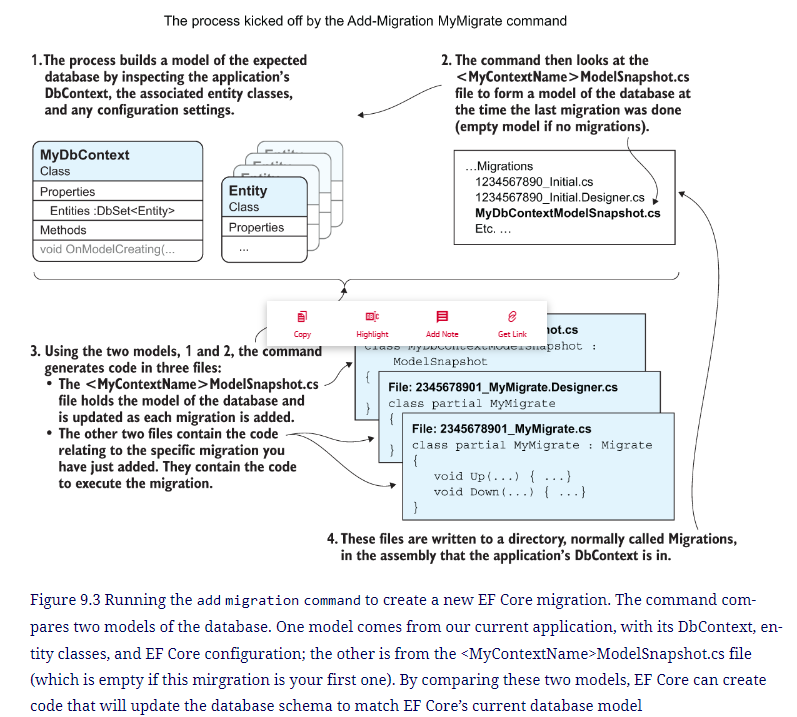 The process kicked off by the Add-Migration MyMigrate command
1. The process builds a model of the expected
database by inspecting the application's
DbContext, the associated entity classes,
and any configuration settings.
2. The command then looks at the
<MyContextName>ModelSnapshot.cs
file to form a model of the database at
the time the last migration was done
(empty model if no migrations).
MyDbContext
Class
Properties
Entities :DbSet<Entity>
Methods
void OnModelCreating(...
Entity
Class
Properties
...
...Migrations
1234567890_Initial.cs
1234567890_Initial.Designer.cs
MyDbContextModelSnapshot.cs
Etc. ...
Copy
Highlight
Add Note
Get Link
3. Using the two models, 1 and 2, the command
generates code in three files:
• The <MyContextName>ModelSnapshot.cs
file holds the model of the database and
is updated as each migration is added.
• The other two files contain the code
relating to the specific migration you
have just added. They contain the code
to execute the migration.
hot.cs
class MyDbContextModelSnapshot :
ModelSnapshot
{
}
File: 2345678901_MyMigrate.Designer.cs
class partial MyMigrate
{
}
File: 2345678901_MyMigrate.cs
class partial MyMigrate : Migrate
{
void Up(...) { ...}
void Down(...) { ...}
}
4. These files are written to a directory, normally called Migrations,
in the assembly that the application's DbContext is in.
Figure 9.3 Running the add migration command to create a new EF Core migration. The command com-
pares two models of the database. One model comes from our current application, with its DbContext, en-
tity classes, and EF Core configuration; the other is from the <MyContextName>ModelSnapshot.cs file
(which is empty if this mirgration is your first one). By comparing these two models, EF Core can create
code that will update the database schema to match EF Core's current database model